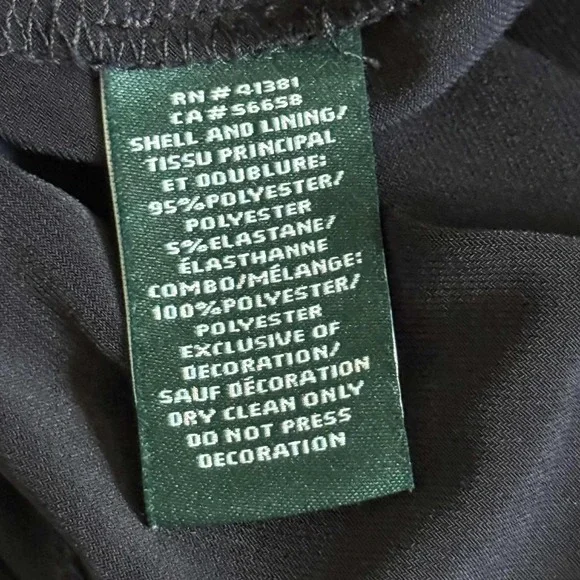 RN # 41381
CA # 56658
SHELL AND LINING/
TISSU PRINCIPAL
ET DOUBLURE:
95%POLYESTER/
POLYESTER
5%ELASTANE/
ÉLASTHANNE
COMBO/MÉLANGE:
100%POLYESTER/
POLYESTER
EXCLUSIVE OF
DECORATION/
SAUF DÉCORATION
DRY CLEAN ONLY
DO NOT PRESS
DECORATION